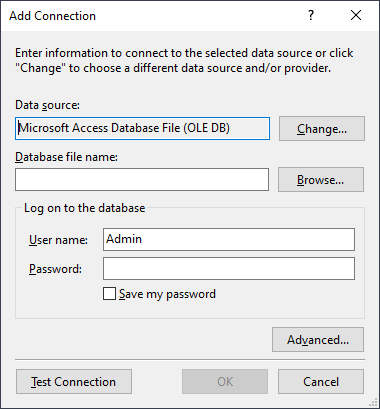 Add Connection
?
Enter information to connect to the selected data source or click
"Change" to choose a different data source and/or provider.
Data source:
Microsoft Access Database File (OLE DB)
Change...
Database file name:
Browse...
Log on to the database
User name:
Admin
Password:
Save my password
Advanced...
Test Connection
OK
Cancel